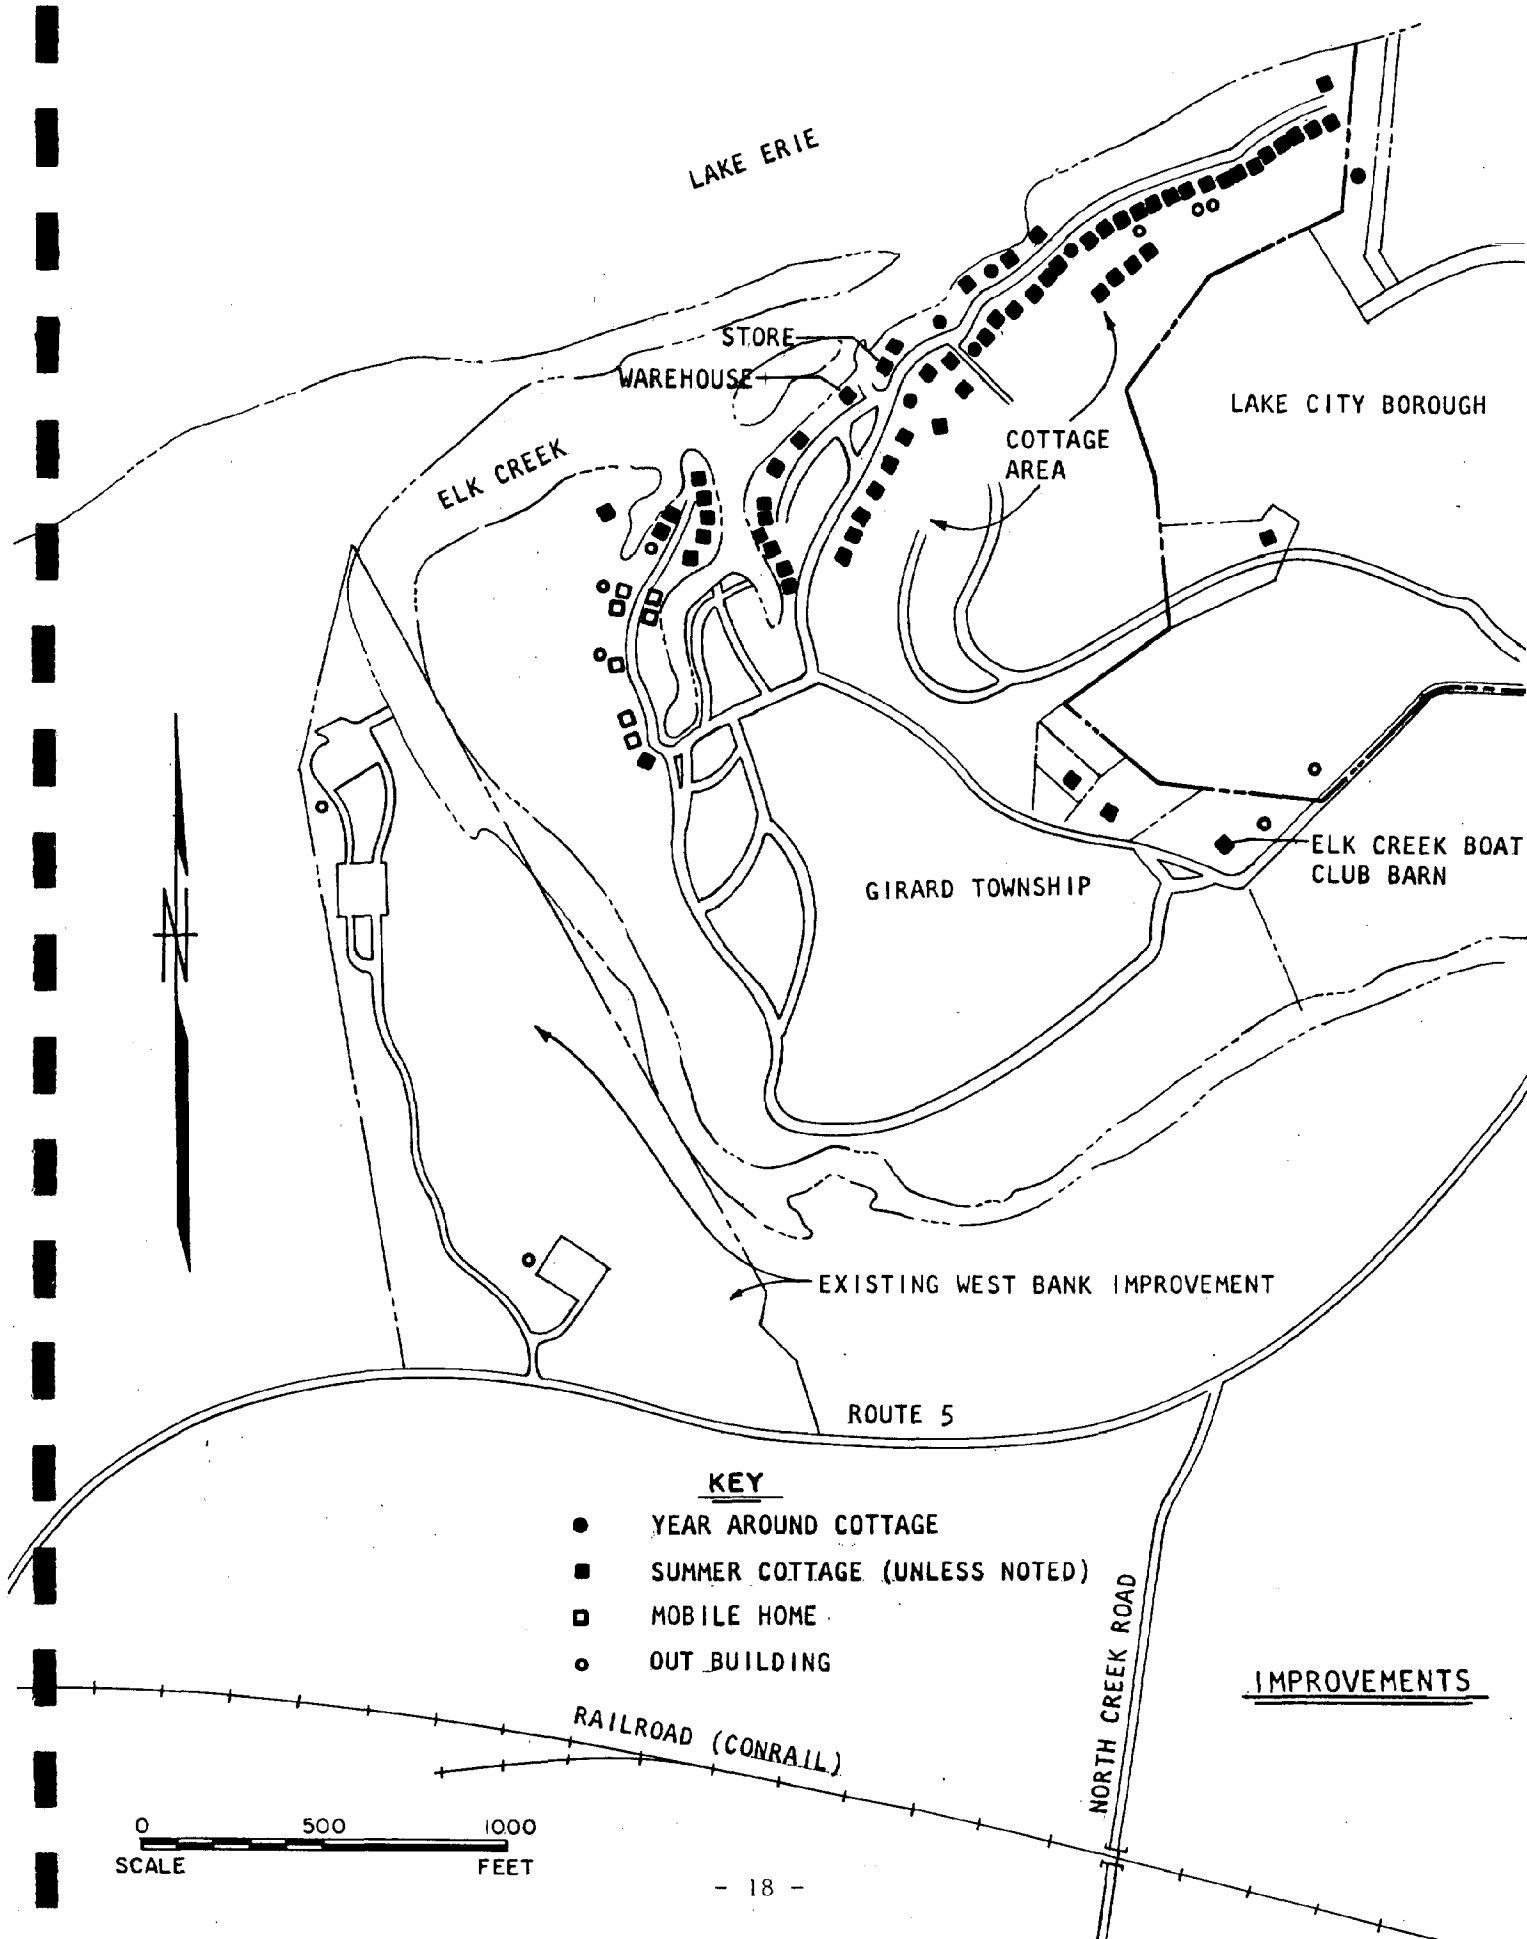 LAKE ERIE
STORE
WAREHOUSE
LAKE CITY BOROUGH
COTTAGE
AREA
ELK CREEK
ELK CREEK BOAT
CLUB BARN
GIRARD TOWNSHIP
N
EXISTING WEST BANK IMPROVEMENT
ROUTE 5
KEY
YEAR AROUND COTTAGE
SUMMER COTTAGE (UNLESS NOTED)
MOBILE HOME
OUT BUILDING
NORTH CREEK ROAD
IMPROVEMENTS
RAILROAD (CONRAIL)
0 500 1000
SCALE FEET
- 18 -